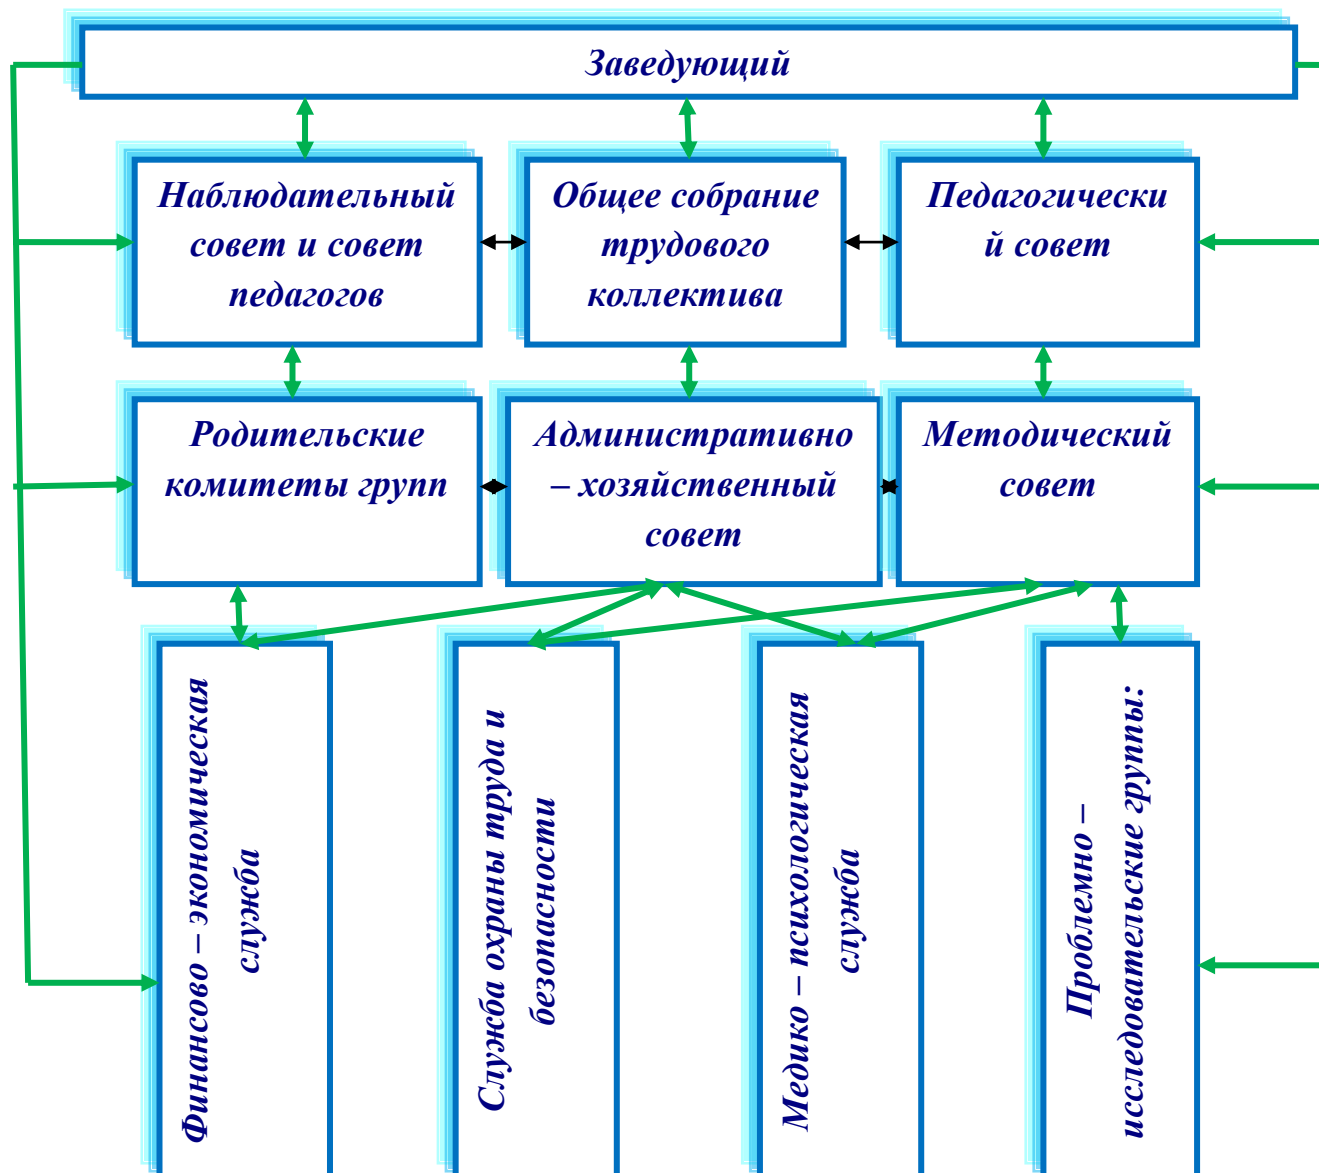 Заведующий
Наблюдательный
совет и совет
педагогов
Общее собрание
трудового
коллектива
Педагогически
й совет
Родительские
комитеты групп
Административно
– хозяйственный
совет
Методический
совет
Финансово – экономическая
служба
Служба охраны труда и
безопасности
Медико – психологическая
служба
Проблемно –
исследовательские группы: